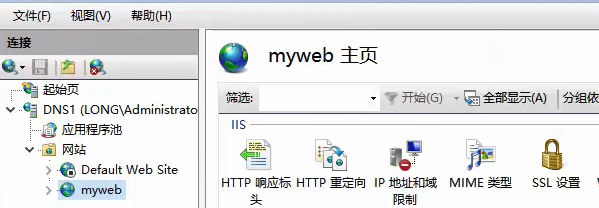 文件(F) 视图(V) 帮助(H)
连接
起始页
DNS1 (LONG\Administrato
应用程序池
网站
Default Web Site
myweb
myweb 主页
筛选: 开始(G) 全部显示(A) 分组依
IIS
HTTP 响应标头
HTTP 重定向
IP 地址和域限制
MIME 类型
SSL 设置